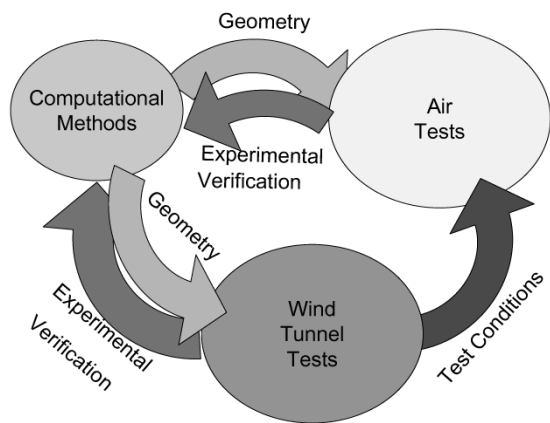 Geometry
Computational
Methods
Air
Tests
Experimental
Verification
Geometry
Experimental
Verification
Wind
Tunnel
Tests
Test Conditions